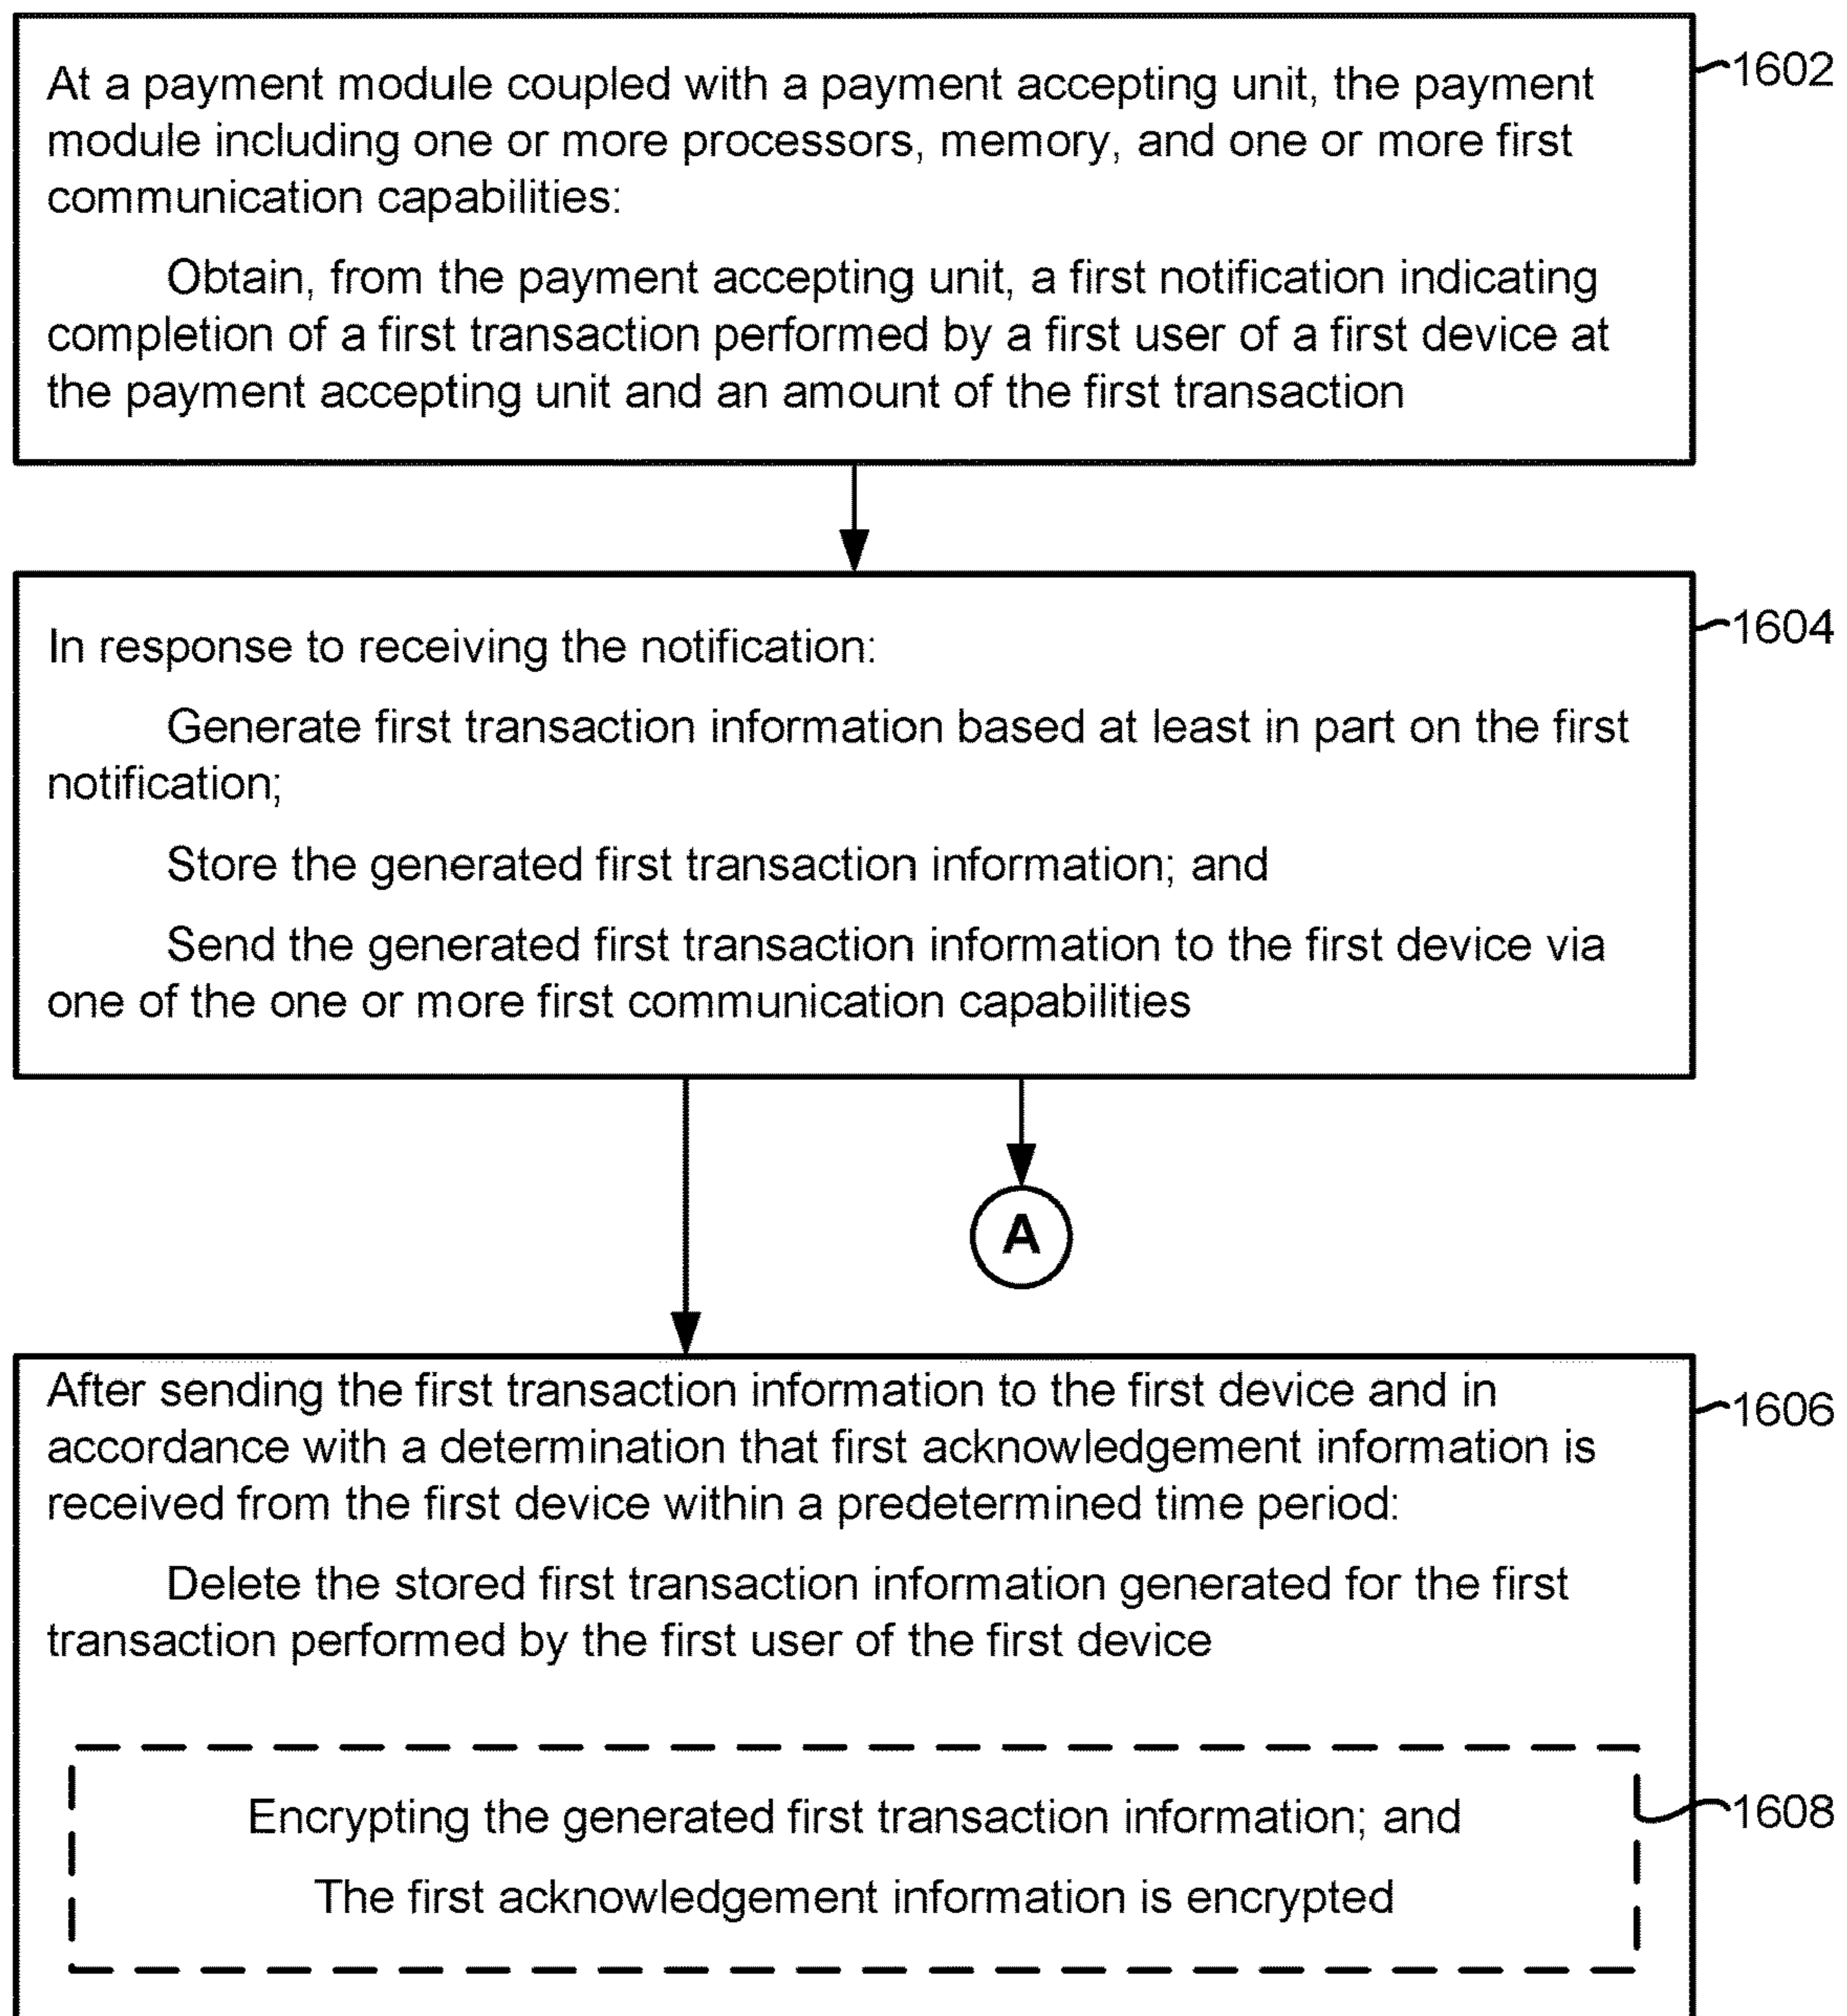 At a payment module coupled with a payment accepting unit, the payment
module including one or more processors, memory, and one or more first
communication capabilities:
Obtain, from the payment accepting unit, a first notification indicating
completion of a first transaction performed by a first user of a first device at
the payment accepting unit and an amount of the first transaction
1602
In response to receiving the notification:
Generate first transaction information based at least in part on the first
notification;
Store the generated first transaction information; and
Send the generated first transaction information to the first device via
one of the one or more first communication capabilities
1604
A
After sending the first transaction information to the first device and in
accordance with a determination that first acknowledgement information is
received from the first device within a predetermined time period:
Delete the stored first transaction information generated for the first
transaction performed by the first user of the first device
1606
Encrypting the generated first transaction information; and
The first acknowledgement information is encrypted
1608